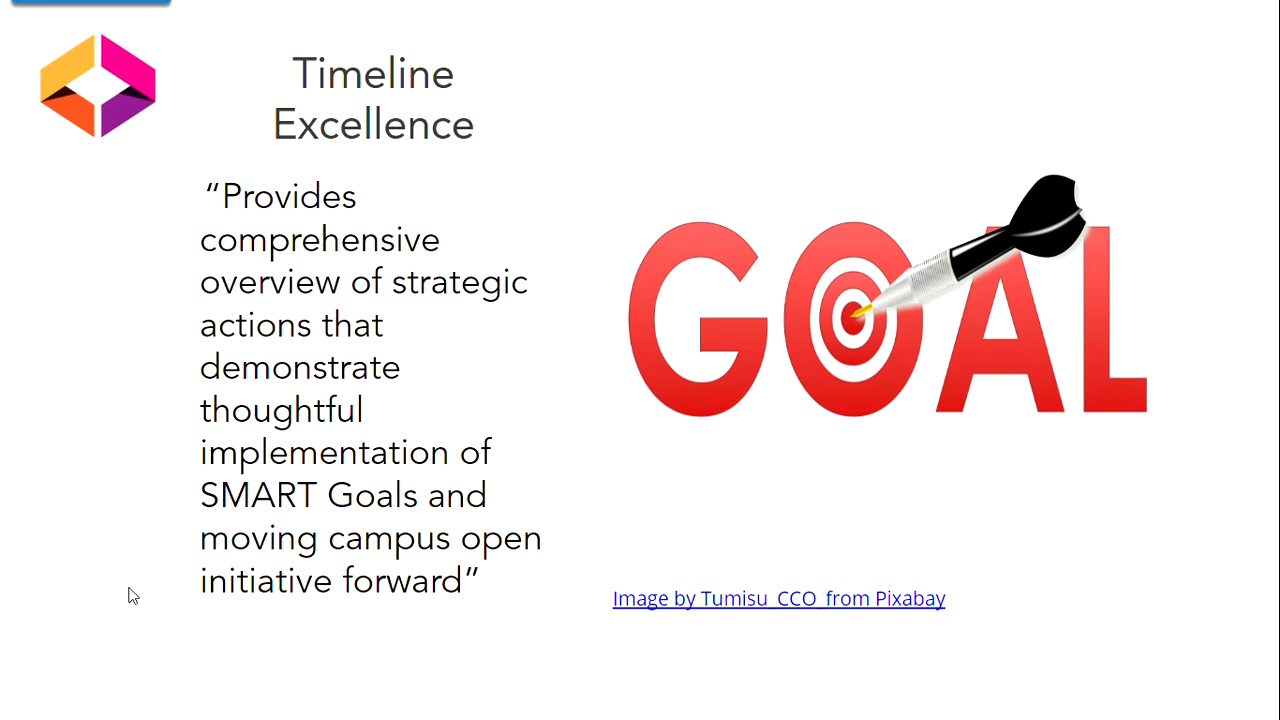 Timeline
Excellence
“Provides
comprehensive
overview of strategic
actions that
demonstrate
thoughtful
implementation of
SMART Goals and
moving campus open
initiative forward”
GOAL
Image by Tumisu CCO from Pixabay